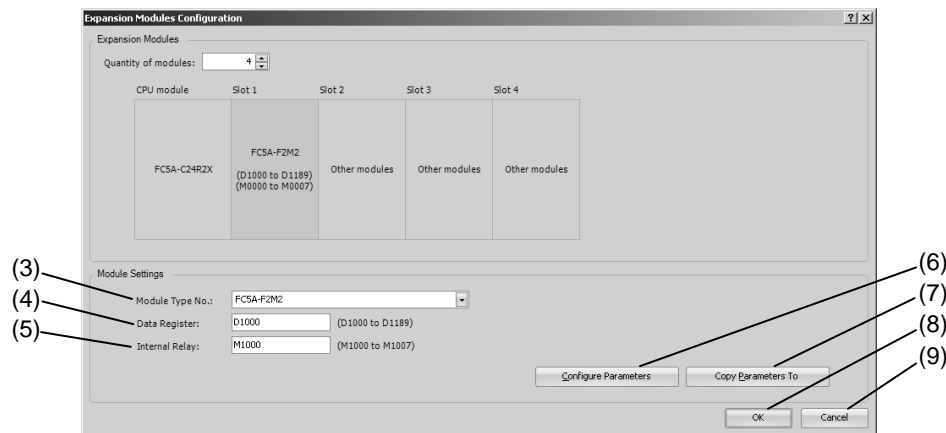 Expansion Modules Configuration
Expansion Modules
Quantity of modules: 4
CPU module Slot 1 Slot 2 Slot 3 Slot 4
FC5A-C24R2X
FC5A-F2M2
(D1000 to D1189)
(M0000 to M0007)
Other modules
Other modules
Other modules
Module Settings
(3) Module Type No.: FC5A-F2M2
(4) Data Register: D1000 (D1000 to D1189)
(5) Internal Relay: M1000 (M1000 to M1007)
(6)
(7)
(8)
(9)
Configure Parameters Copy Parameters To
OK Cancel